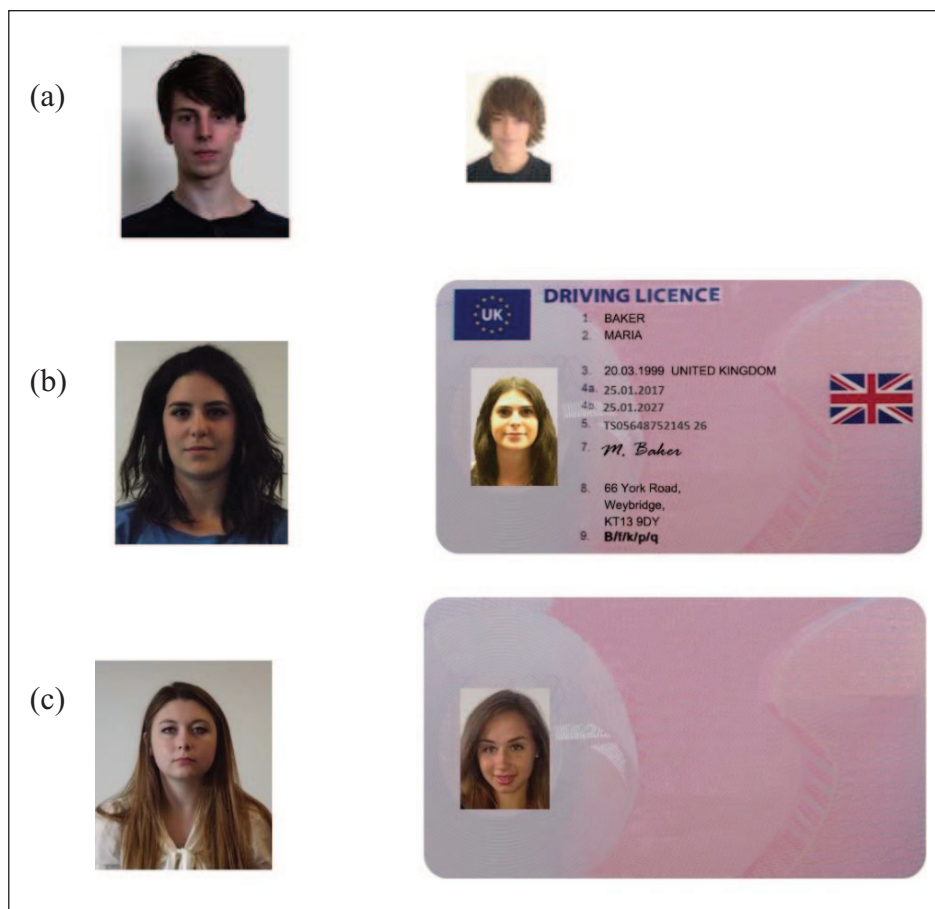 (a)
(b)
UK
DRIVING LICENCE
1. BAKER
2. MARIA
3. 20.03.1999 UNITED KINGDOM
4a. 25.01.2017
4b. 25.01.2027
5. TS05648752145 26
7. M. Baker
8. 66 York Road,
Weybridge,
KT13 9DY
9. B/f/k/p/q
(c)